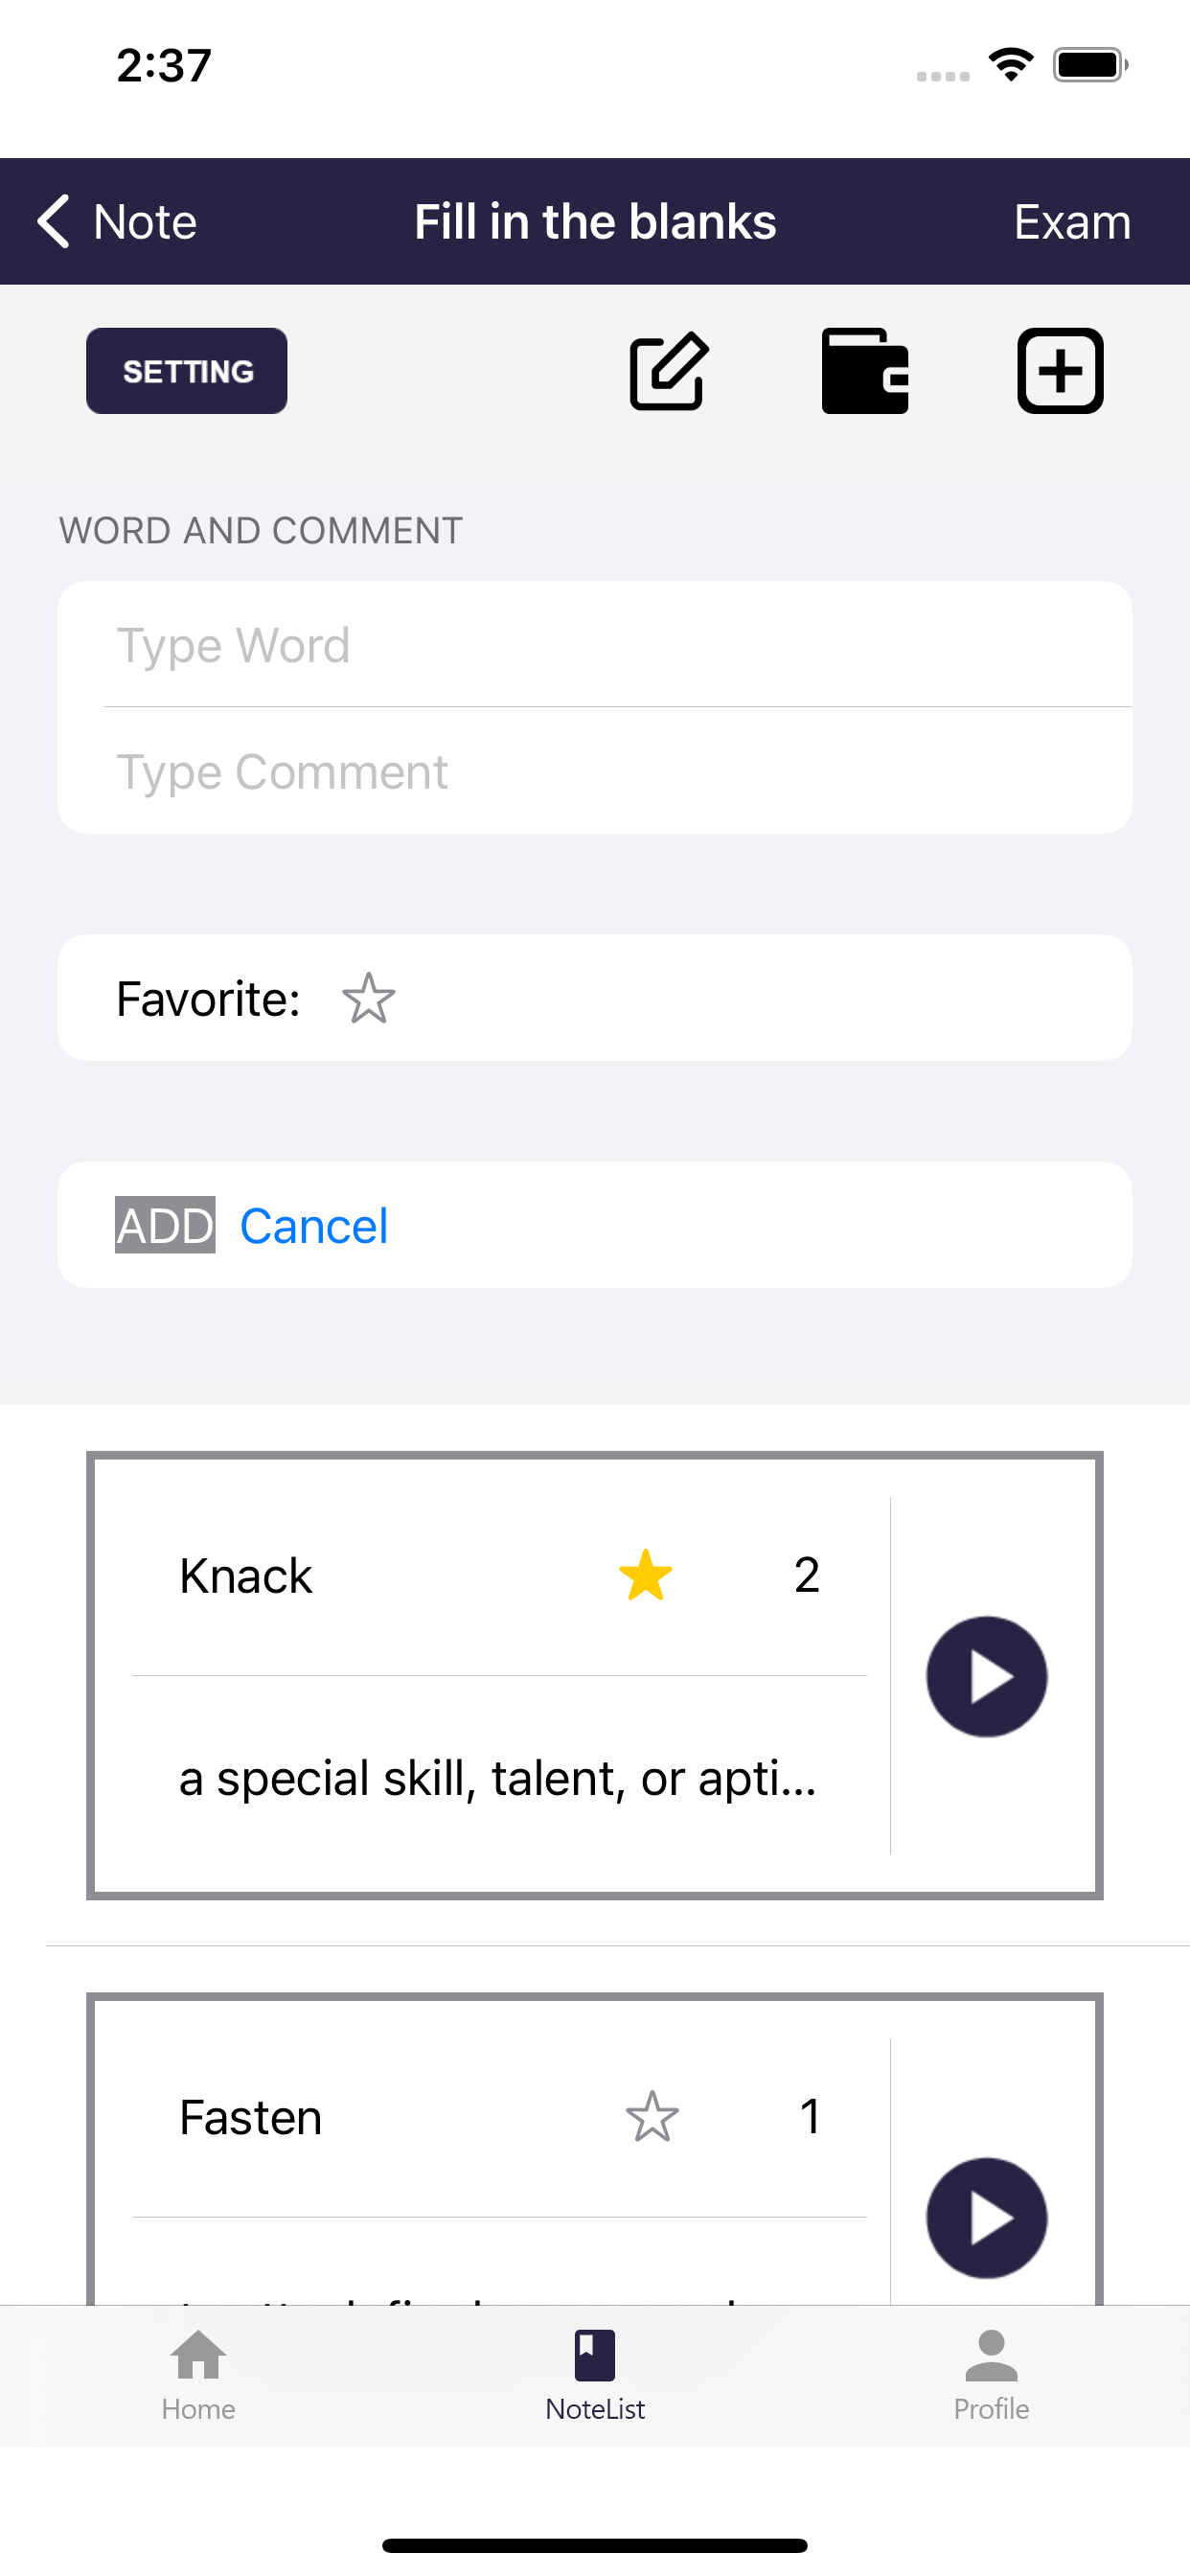 2:37
Note
Fill in the blanks
Exam
SETTING
WORD AND COMMENT
Type Word
Type Comment
Favorite:
ADD Cancel
Knack
2
a special skill, talent, or apti...
Fasten
1
Home
NoteList
Profile